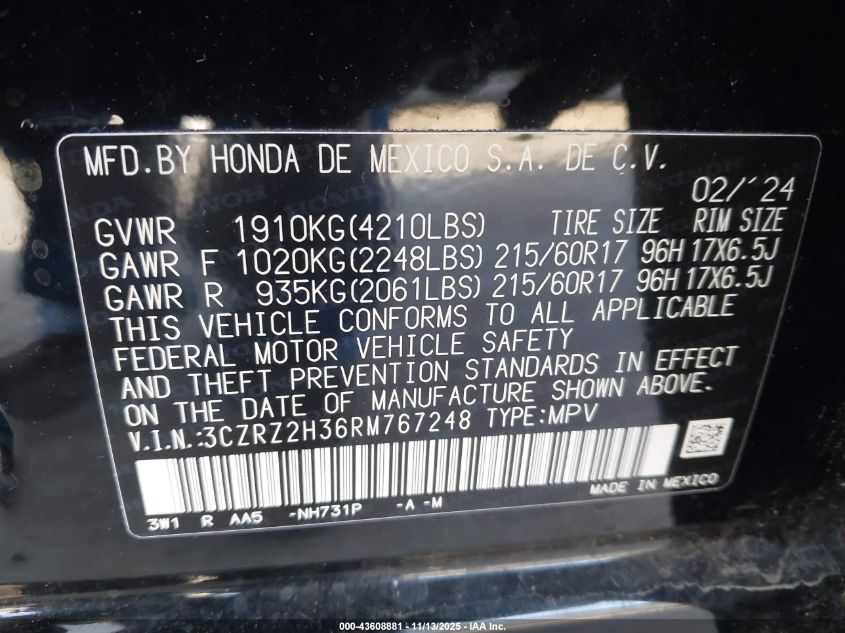 MFD.BY HONDA DE MEXICO S.A. DE C.V.
02/'24
GVWR 1910KG(4210LBS) TIRE SIZE RIM SIZE
GAWR F 1020KG(2248LBS) 215/60R17 96H 17X6.5J
GAWR R 935KG(2061LBS) 215/60R17 96H 17X6.5J
THIS VEHICLE CONFORMS TO ALL APPLICABLE
FEDERAL MOTOR VEHICLE SAFETY
AND THEFT PREVENTION STANDARDS IN EFFECT
ON THE DATE OF MANUFACTURE SHOWN ABOVE.
V.I.N.:3CZRZ2H36RM767248 TYPE:MPV
MADE IN MEXICO
3W1 R AA5 -NH731P -A -M
000-43608881 - 11/13/2025 - IAA Inc.